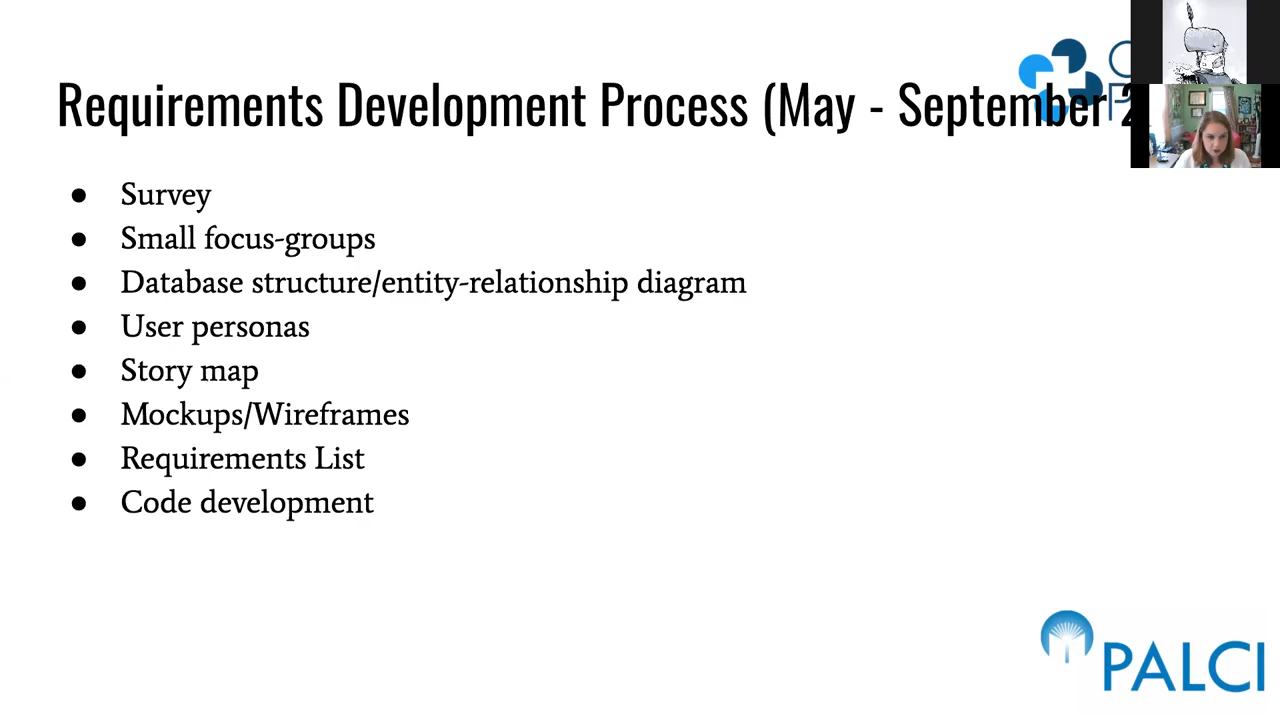 Requirements Development Process (May - September
● Survey
● Small focus-groups
● Database structure/entity-relationship diagram
● User personas
● Story map
● Mockups/Wireframes
● Requirements List
● Code development
PALCI